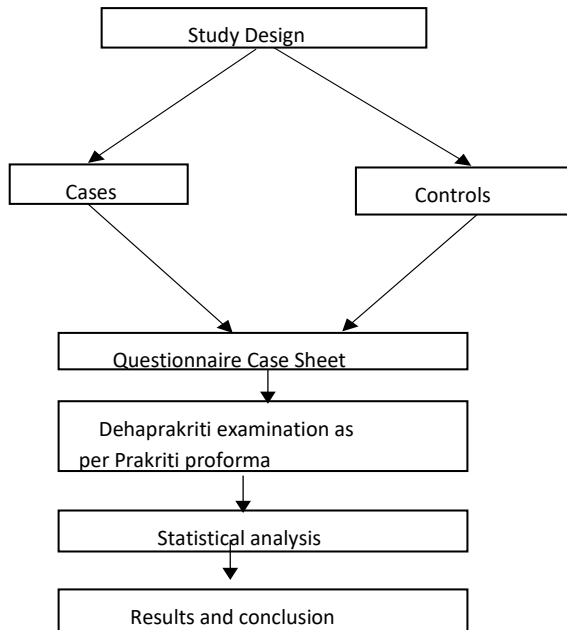 Study Design
Cases
Controls
Questionnaire Case Sheet
Dehaprakriti examination as
per Prakriti proforma
Statistical analysis
Results and conclusion